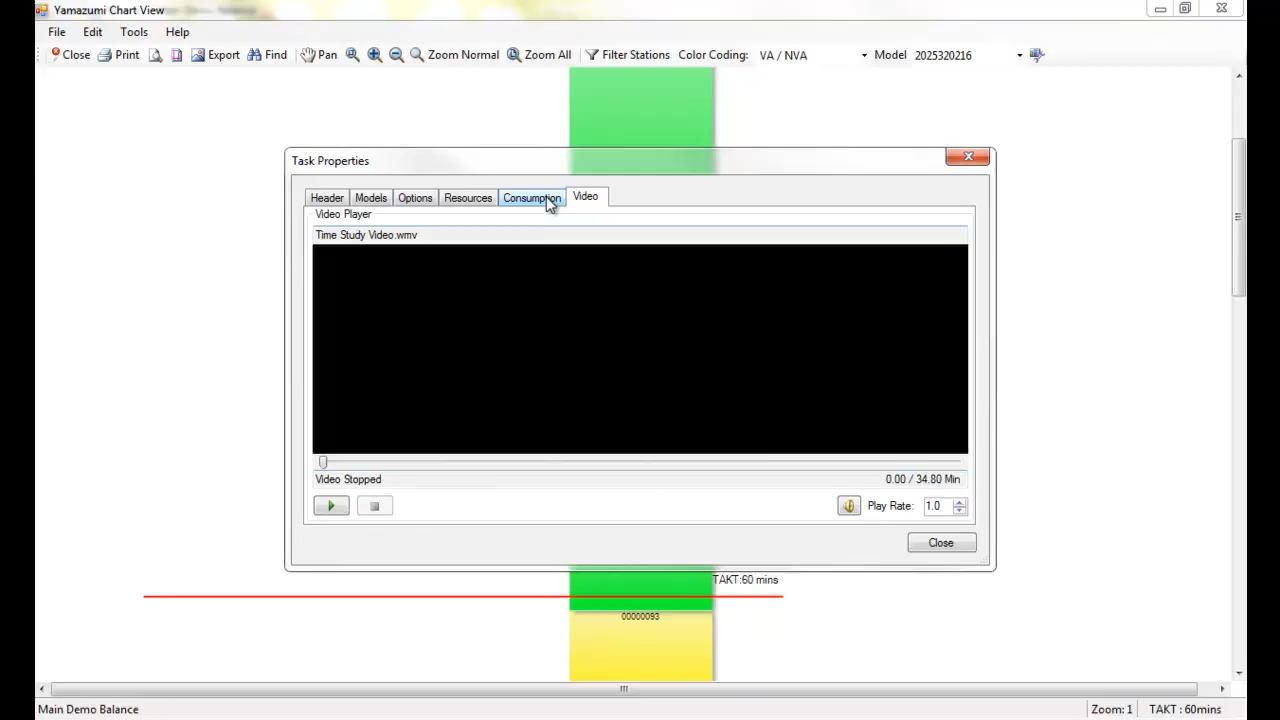 Yamazumi Chart View
File Edit Tools Help
Close Print Export Find Pan Zoom Normal Zoom All Filter Stations Color Coding: VA / NVA Model 2025320216
Task Properties
Header Models Options Resources Consumption Video
Video Player
Time Study Video.wmv
Video Stopped 0.00 / 34.80 Min
Play Rate: 1.0
Close
TAKT:60 mins
00000093
Main Demo Balance Zoom: 1 TAKT : 60mins